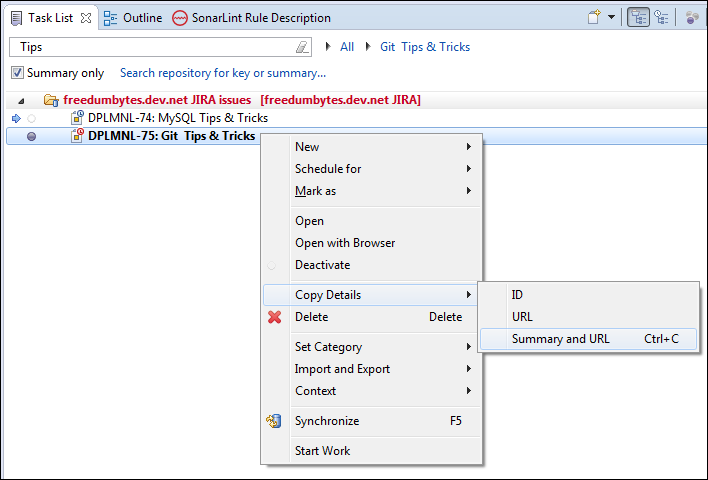 Task List Outline SonarLint Rule Description
Tips All Git Tips & Tricks
Summary only Search repository for key or summary...
freedumbytes.dev.net JIRA issues [freedumbytes.dev.net JIRA]
DPLMNL-74: MySQL Tips & Tricks
DPLMNL-75: Git Tips & Tricks
New
Schedule for
Mark as
Open
Open with Browser
Deactivate
Copy Details
Delete Delete
Set Category
Import and Export
Context
Synchronize F5
Start Work
ID
URL
Summary and URL Ctrl+C